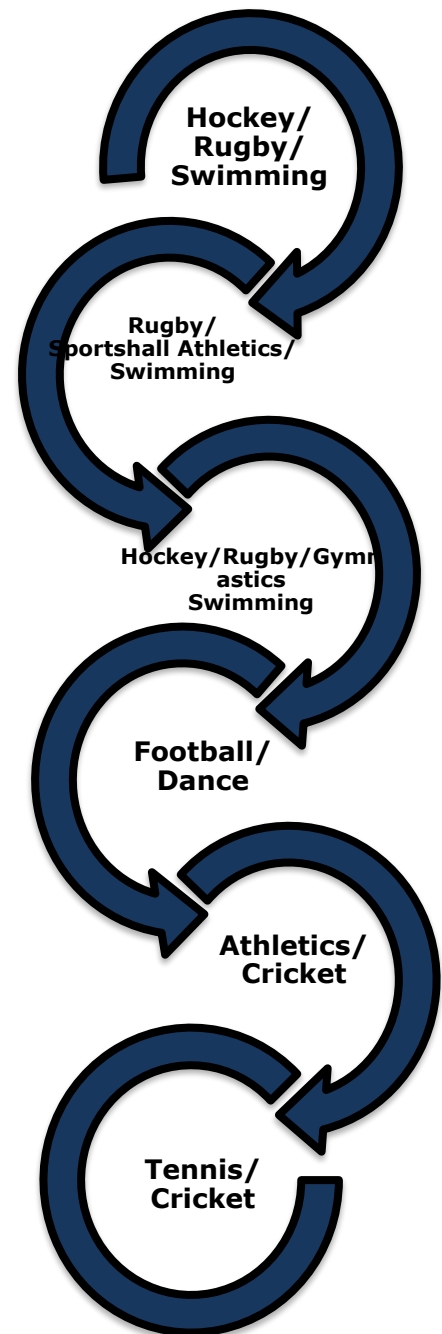 Hockey/
Rugby/
Swimming
Rugby/
Sportshall Athletics/
Swimming
Hockey/Rugby/Gymn
astics
Swimming
Football/
Dance
Athletics/
Cricket
Tennis/
Cricket